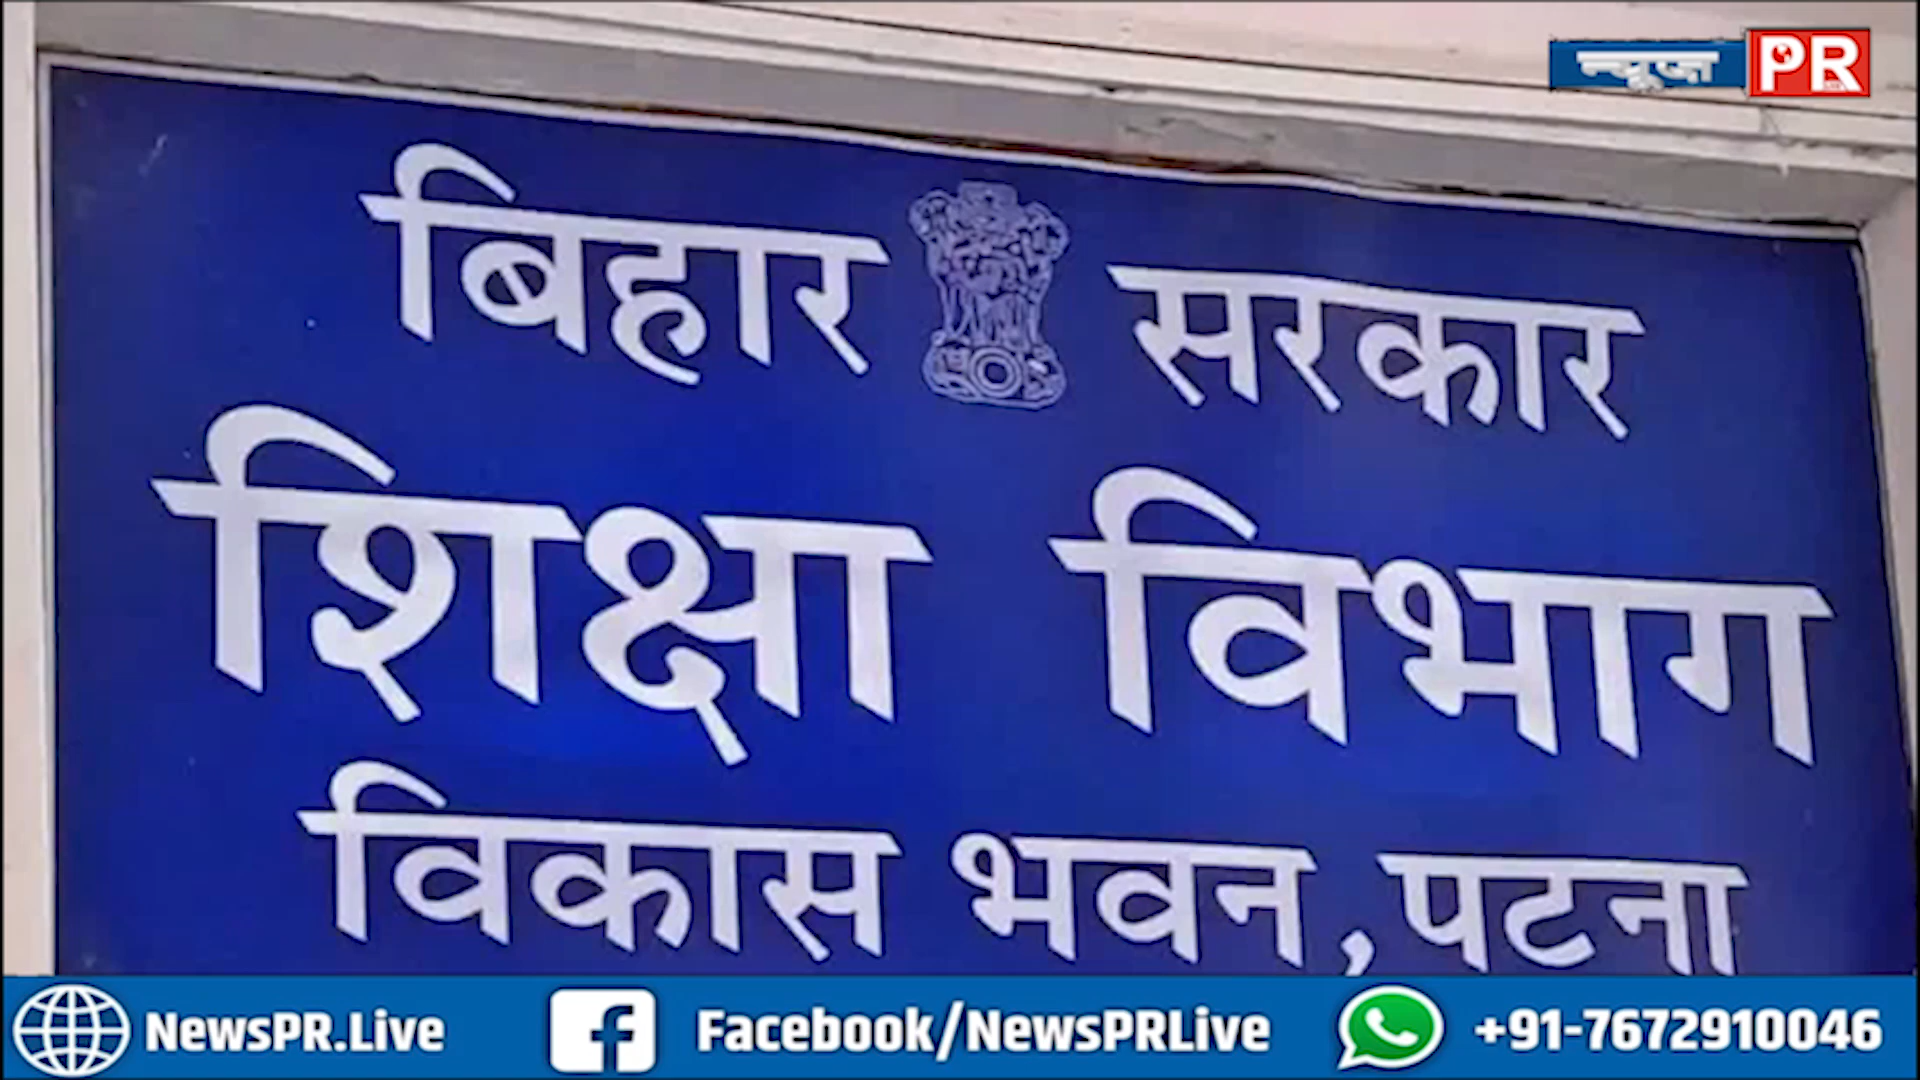 न्यूज PR
बिहार सरकार
शिक्षा विभाग
विकास भवन, पटना
NewsPR.Live Facebook/NewsPRLive +91-7672910046